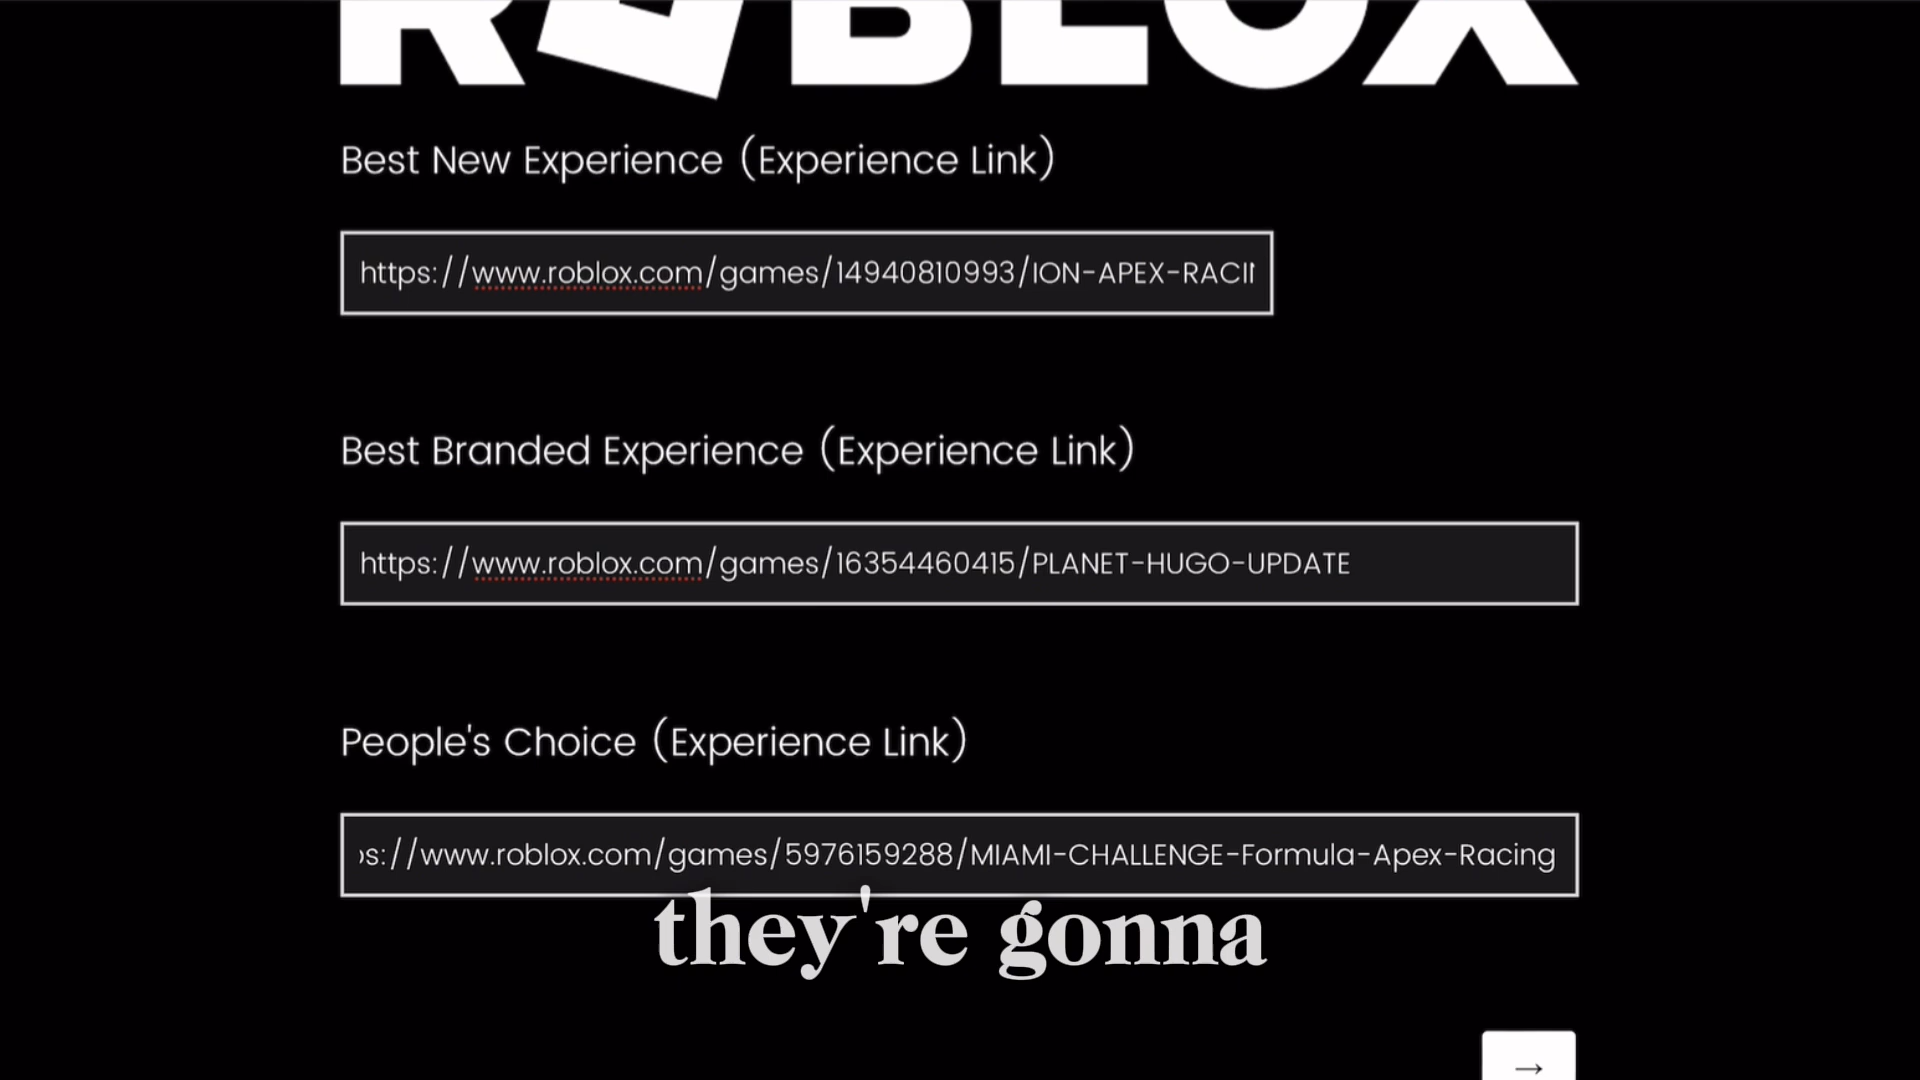 ROBLOX
Best New Experience (Experience Link)
https://www.roblox.com/games/14940810993/ION-APEX-RACI
Best Branded Experience (Experience Link)
https://www.roblox.com/games/16354460415/PLANET-HUGO-UPDATE
People's Choice (Experience Link)
s://www.roblox.com/games/5976159288/MIAMI-CHALLENGE-Formula-Apex-Racing
they're gonna
→